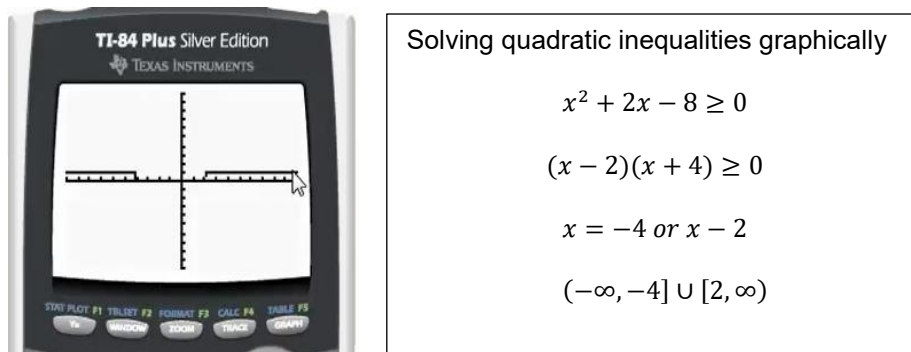 TI-84 Plus Silver Edition
TEXAS INSTRUMENTS
STAT PLOT F1 TBLSET F2 FORMAT F3 CALC F4 TABLE F5
Y= WINDOW ZOOM TRACE GRAPH
Solving quadratic inequalities graphically
x² + 2x − 8 ≥ 0
(x − 2)(x + 4) ≥ 0
x = −4 or x − 2
(−∞, −4] ∪ [2, ∞)